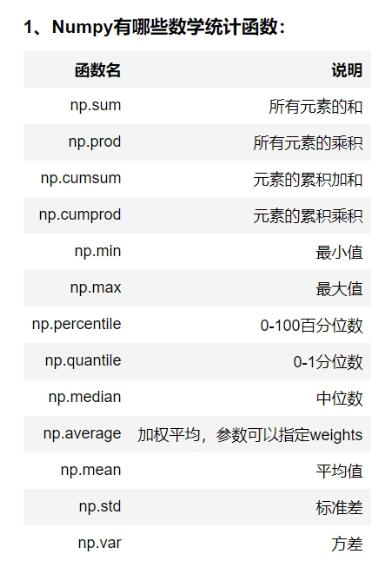 1、Numpy有哪些数学统计函数：
函数名 说明
np.sum 所有元素的和
np.prod 所有元素的乘积
np.cumsum 元素的累积加和
np.cumprod 元素的累积乘积
np.min 最小值
np.max 最大值
np.percentile 0-100百分位数
np.quantile 0-1分位数
np.median 中位数
np.average 加权平均，参数可以指定weights
np.mean 平均值
np.std 标准差
np.var 方差